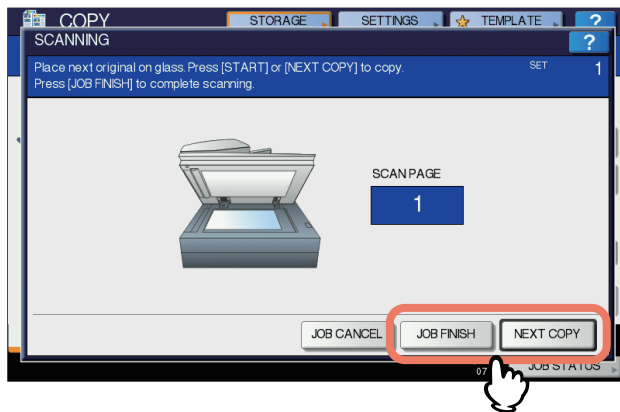 COPY STORAGE SETTINGS TEMPLATE ?
SCANNING ?
Place next original on glass. Press [START] or [NEXT COPY] to copy. SET 1
Press [JOB FINISH] to complete scanning.
SCAN PAGE
1
JOB CANCEL JOB FINISH NEXT COPY
07 JOB STATUS